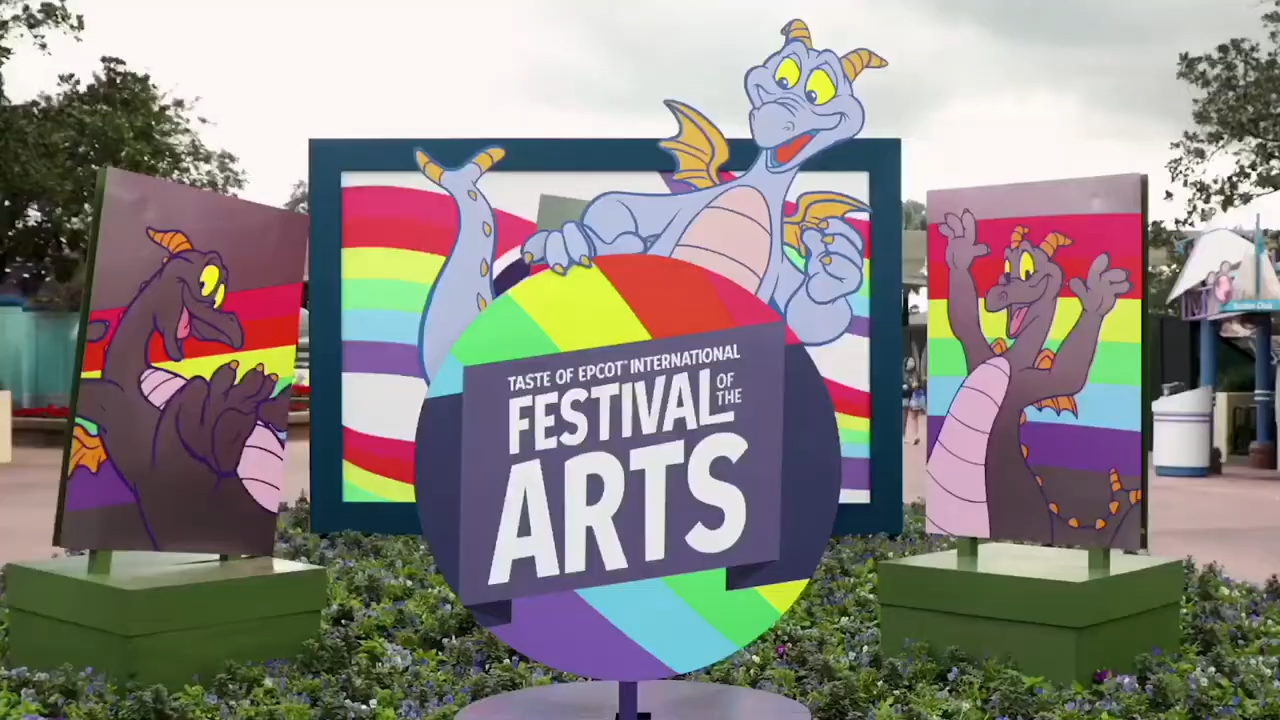 TASTE OF EPCOT INTERNATIONAL
FESTIVAL OF THE
ARTS